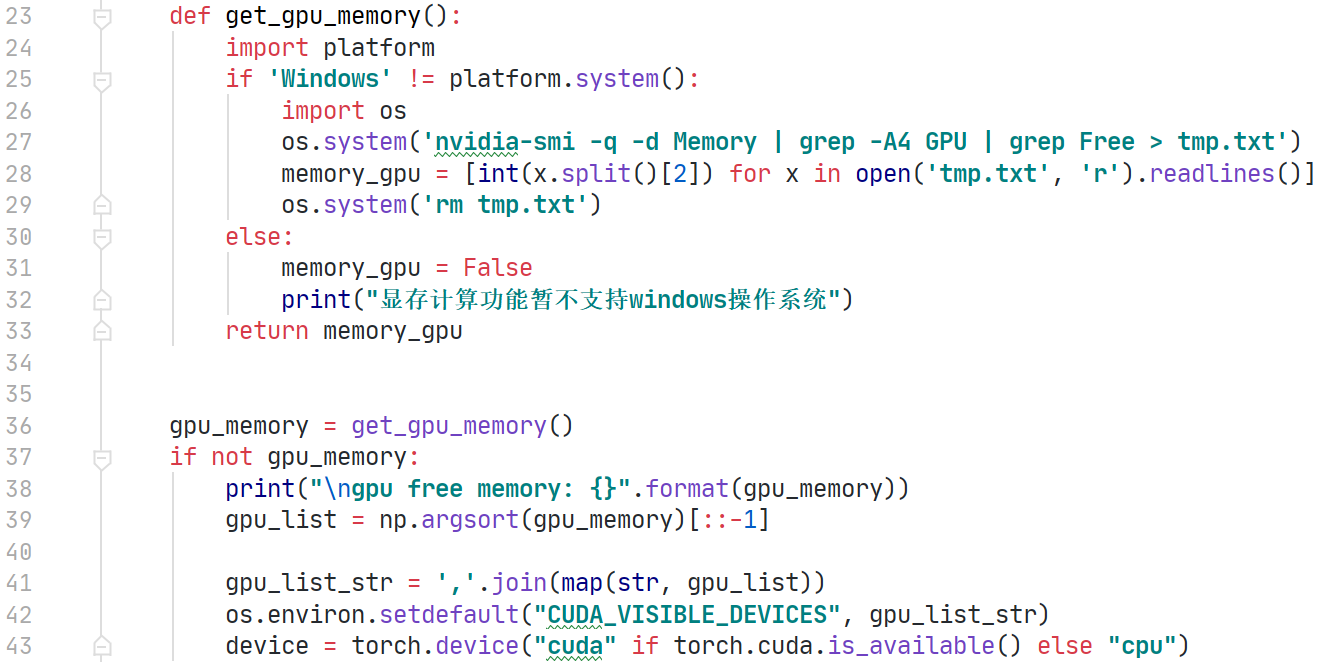 23 def get_gpu_memory():
24     import platform
25     if 'Windows' != platform.system():
26         import os
27         os.system('nvidia-smi -q -d Memory | grep -A4 GPU | grep Free > tmp.txt')
28         memory_gpu = [int(x.split()[2]) for x in open('tmp.txt', 'r').readlines()]
29         os.system('rm tmp.txt')
30     else:
31         memory_gpu = False
32         print("显存计算功能暂不支持windows操作系统")
33     return memory_gpu
34
35
36 gpu_memory = get_gpu_memory()
37 if not gpu_memory:
38     print("\ngpu free memory: {}".format(gpu_memory))
39     gpu_list = np.argsort(gpu_memory)[::-1]
40
41     gpu_list_str = ','.join(map(str, gpu_list))
42     os.environ.setdefault("CUDA_VISIBLE_DEVICES", gpu_list_str)
43     device = torch.device("cuda" if torch.cuda.is_available() else "cpu")